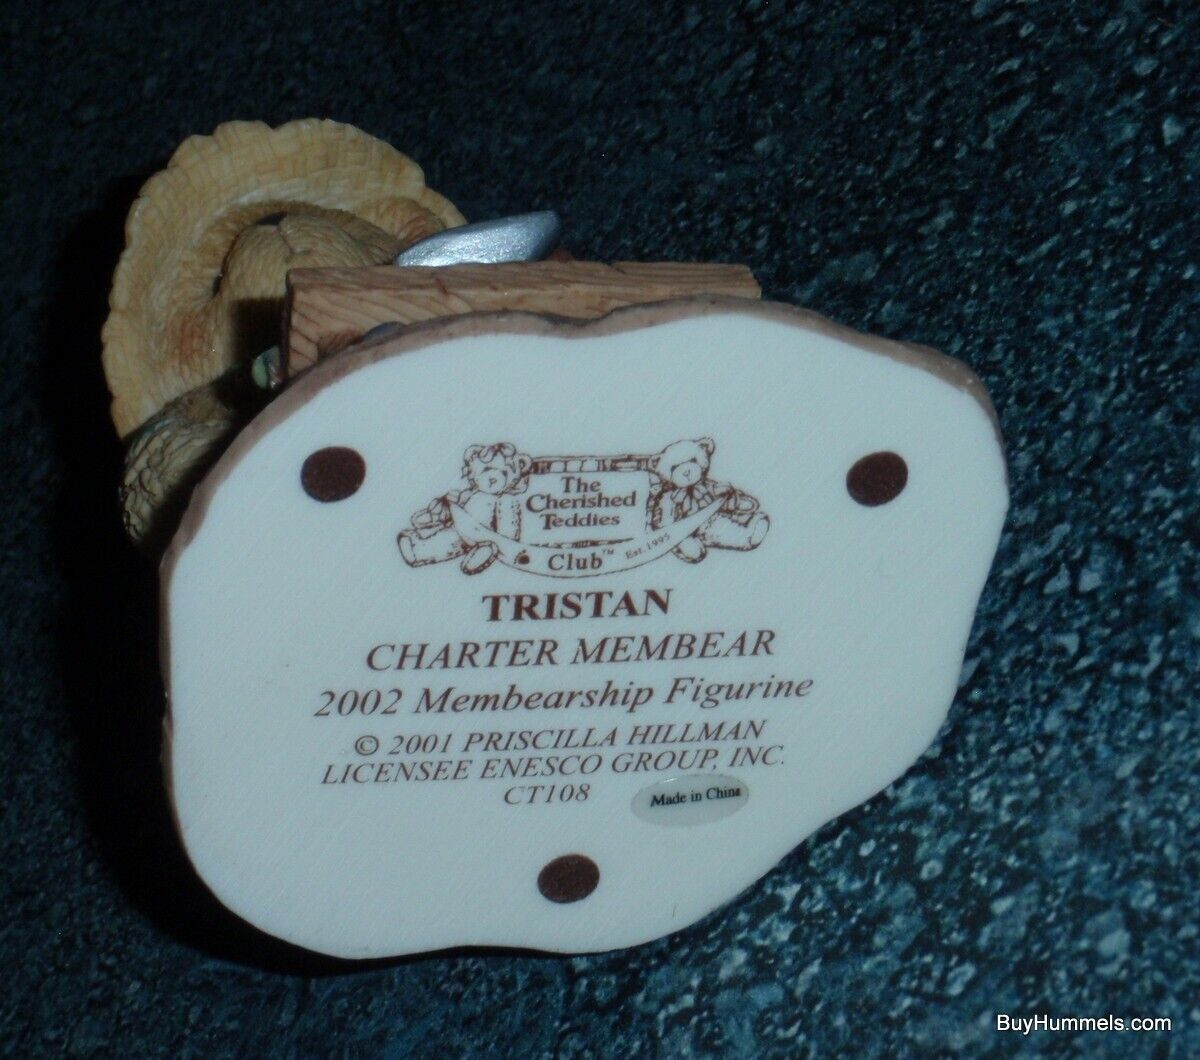 The
Cherished
Teddies
Club™ Est. 1995
TRISTAN
CHARTER MEMBEAR
2002 Membearship Figurine
© 2001 PRISCILLA HILLMAN
LICENSEE ENESCO GROUP, INC.
CT108
Made in China
BuyHummels.com